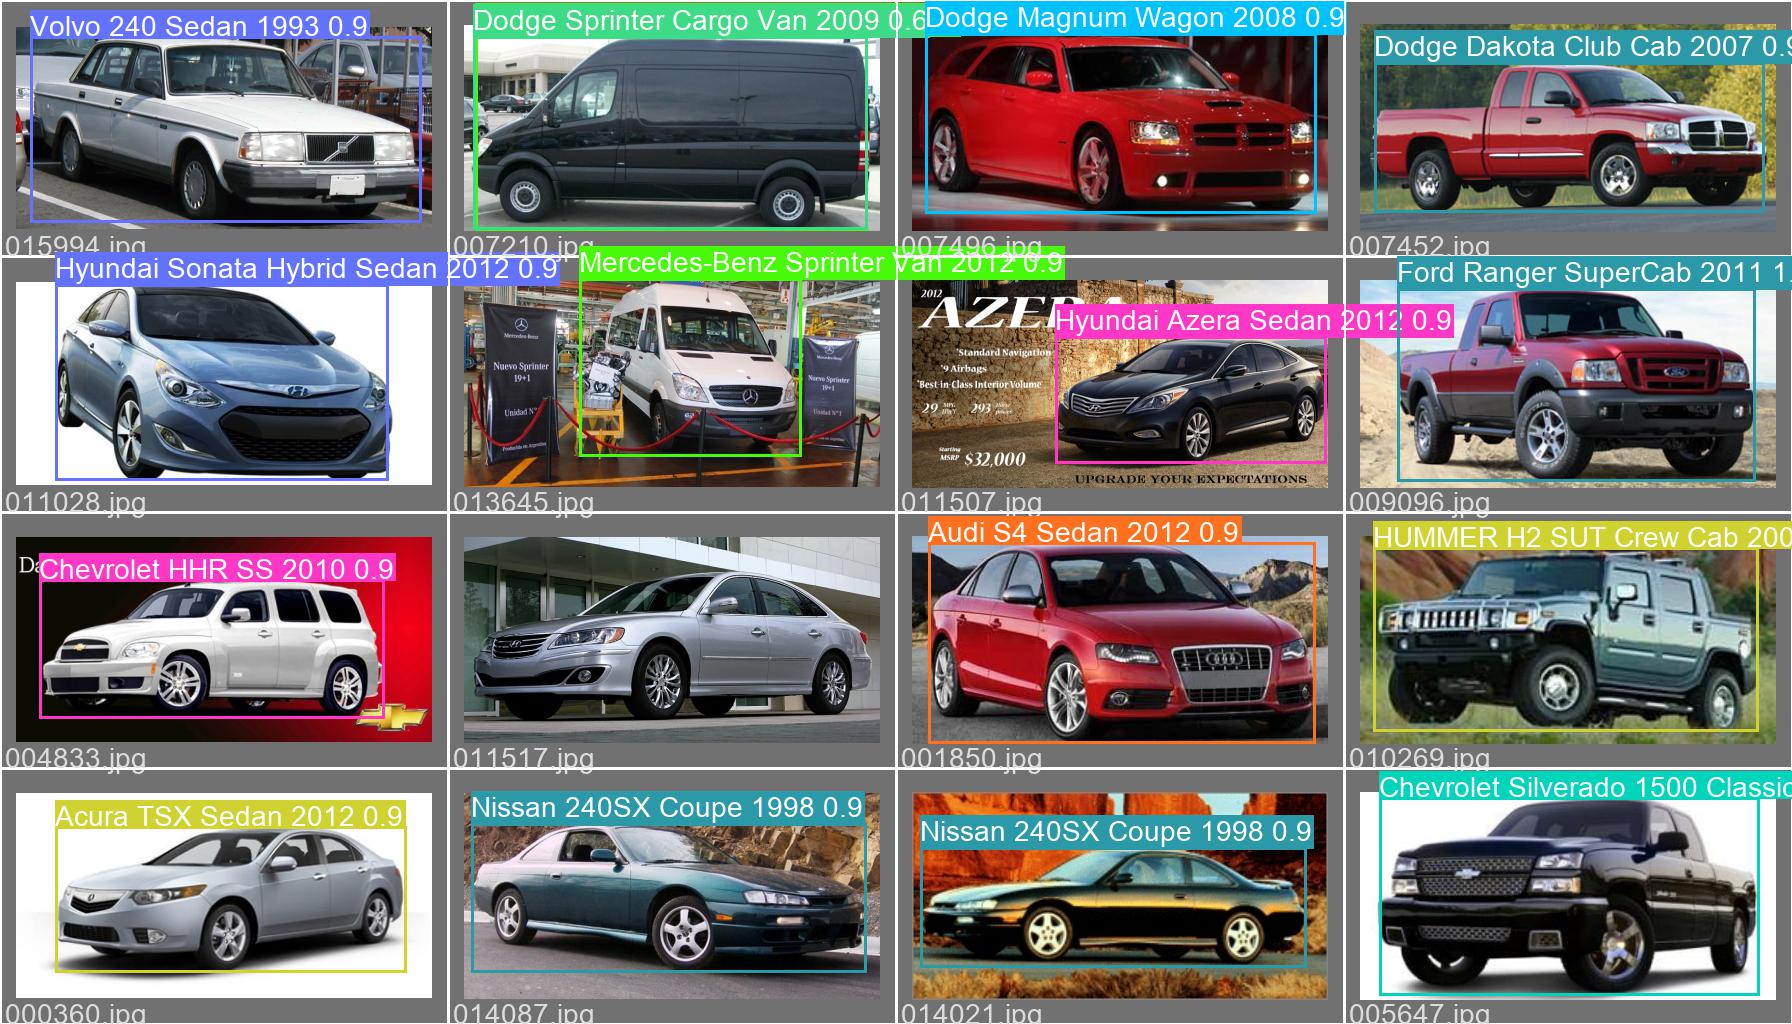 Volvo 240 Sedan 1993 0.9
Dodge Sprinter Cargo Van 2009 0.6
Dodge Magnum Wagon 2008 0.9
Dodge Dakota Club Cab 2007 0.9
015994.jpg
007210.jpg
007496.jpg
007452.jpg
Hyundai Sonata Hybrid Sedan 2012 0.9
Mercedes-Benz Sprinter Van 2012 0.9
Hyundai Azera Sedan 2012 0.9
Ford Ranger SuperCab 2011 1.
Mercedes-Benz
Nuevo Sprinter
19+1
Unidad N°1
Producido en Argentina
Nuevo Sprinter
19+1
Unidad N°1
2012
AZERA
*Standard Navigation
*9 Airbags
*Best-in-Class Interior Volume
29 MPG HWY 293
Starting
MSRP $32,000
UPGRADE YOUR EXPECTATIONS
Ford
011028.jpg
013645.jpg
011507.jpg
009096.jpg
Da
Chevrolet HHR SS 2010 0.9
Audi S4 Sedan 2012 0.9
HUMMER H2 SUT Crew Cab 200
004833.jpg
011517.jpg
001850.jpg
010269.jpg
Acura TSX Sedan 2012 0.9
Nissan 240SX Coupe 1998 0.9
Nissan 240SX Coupe 1998 0.9
Chevrolet Silverado 1500 Classic
000360.jpg
014087.jpg
014021.jpg
005647.jpg